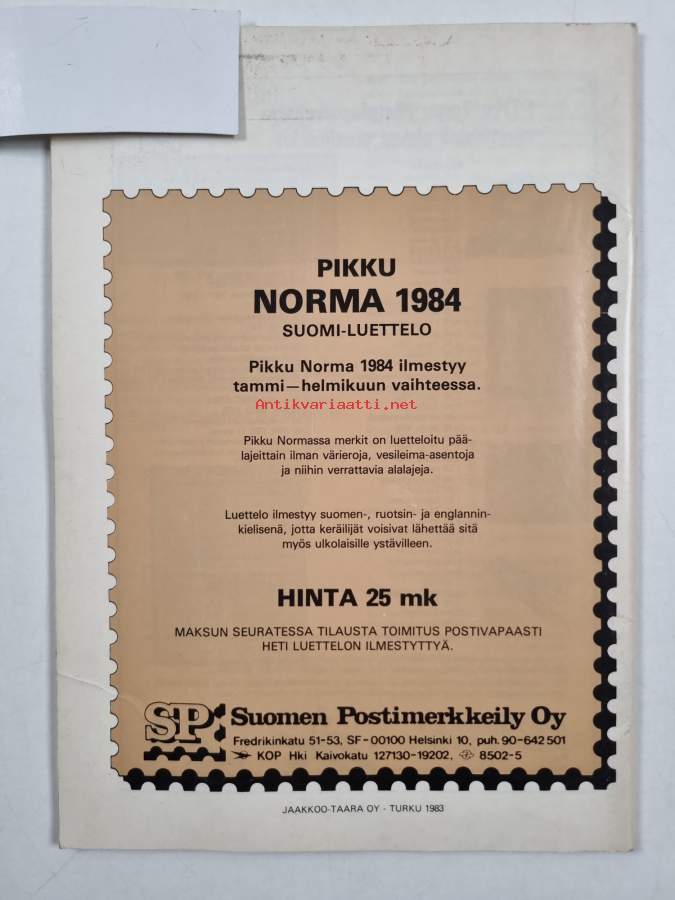 PIKKU
NORMA 1984
SUOMI-LUETTELO
Pikku Norma 1984 ilmestyy
tammi—helmikuun vaihteessa.
Antikvariaatti.net
Pikku Normassa merkit on luetteloitu pää-
lajeittain ilman värieroja, vesileima-asentoja
ja niihin verrattavia alalajeja.
Luettelo ilmestyy suomen-, ruotsin- ja englannin-
kielisenä, jotta keräilijät voisivat lähettää sitä
myös ulkolaisille ystävilleen.
HINTA 25 mk
MAKSUN SEURATESSA TILAUSTA TOIMITUS POSTIVAPAASTI
HETI LUETTELON ILMESTYTTYÄ.
SP Suomen Postimerkkeily Oy
Fredrikinkatu 51-53, SF-00100 Helsinki 10, puh. 90-642 501
KOP Hki Kaivokatu 127130-19202, 8502-5
JAAKKOO-TAARA OY - TURKU 1983